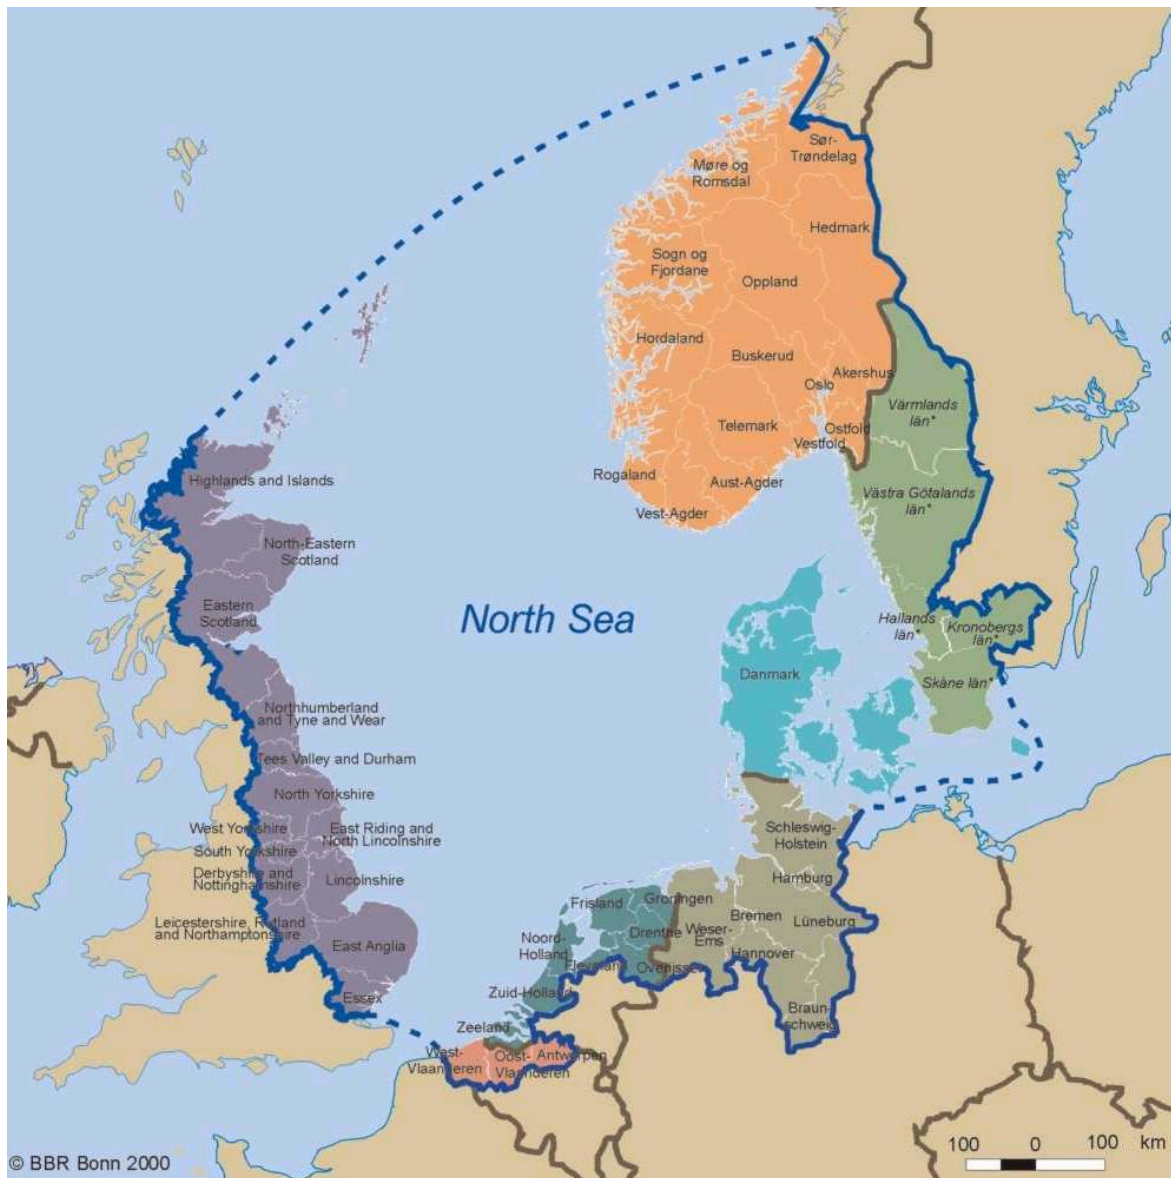 Sør-
Trøndelag
Møre og
Romsdal
Hedmark
Sogn og
Fjordane
Oppland
Hordaland
Buskerud
Akershus
Oslo
Värmlands
län*
Telemark
Ostfold
Vestfold
Rogaland
Aust-Agder
Västra Götalands
län*
Vest-Agder
Highlands and Islands
North-Eastern
Scotland
Eastern
Scotland
North Sea
Hallands
län*
Kronobergs
län*
Danmark
Skåne län*
Northhumberland
and Tyne and Wear
Tees Valley and Durham
North Yorkshire
West Yorkshire
East Riding and
North Lincolnshire
South Yorkshire
Derbyshire and
Nottinghamshire
Lincolnshire
Leicestershire, Rutland
and Northamptonshire
East Anglia
Essex
Schleswig-
Holstein
Hamburg
Groningen
Frisland
Bremen
Lüneburg
Drenthe
Weser-
Ems
Noord-
Holland
Hannover
Flevoland
Ovenjssel
Zuid-Holland
Braun-
schweig
Zeeland
West-
Vlaanderen
Oost-
Vlaanderen
Antwerpen
100 0 100 km
© BBR Bonn 2000